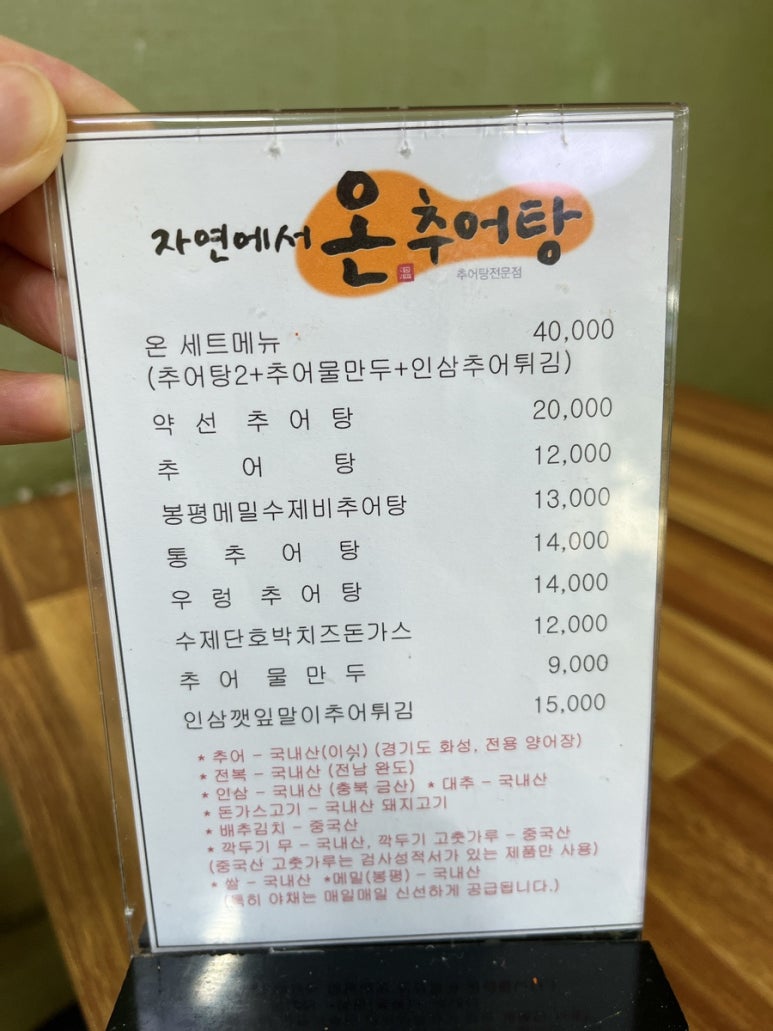 자연에서 온 추어탕
추어탕전문점
온 세트메뉴 40,000
(추어탕2+추어물만두+인삼추어튀김)
약 선 추 어 탕 20,000
추 어 탕 12,000
봉평메밀수제비추어탕 13,000
통 추 어 탕 14,000
우 렁 추 어 탕 14,000
수제단호박치즈돈가스 12,000
추 어 물 만 두 9,000
인삼깻잎말이추어튀김 15,000
* 추어 - 국내산(이싥) (경기도 화성, 전용 양어장)
* 전복 - 국내산 (전남 완도)
* 인삼 - 국내산 (충북 금산) * 대추 - 국내산
* 돈가스고기 - 국내산 돼지고기
* 배추김치 - 중국산
* 깍두기 무 - 국내산, 깍두기 고춧가루 - 중국산
(중국산 고춧가루는 검사성적서가 있는 제품만 사용)
* 쌀 - 국내산 *메밀(봉평) - 국내산
(특히 야채는 매일매일 신선하게 공급됩니다.)